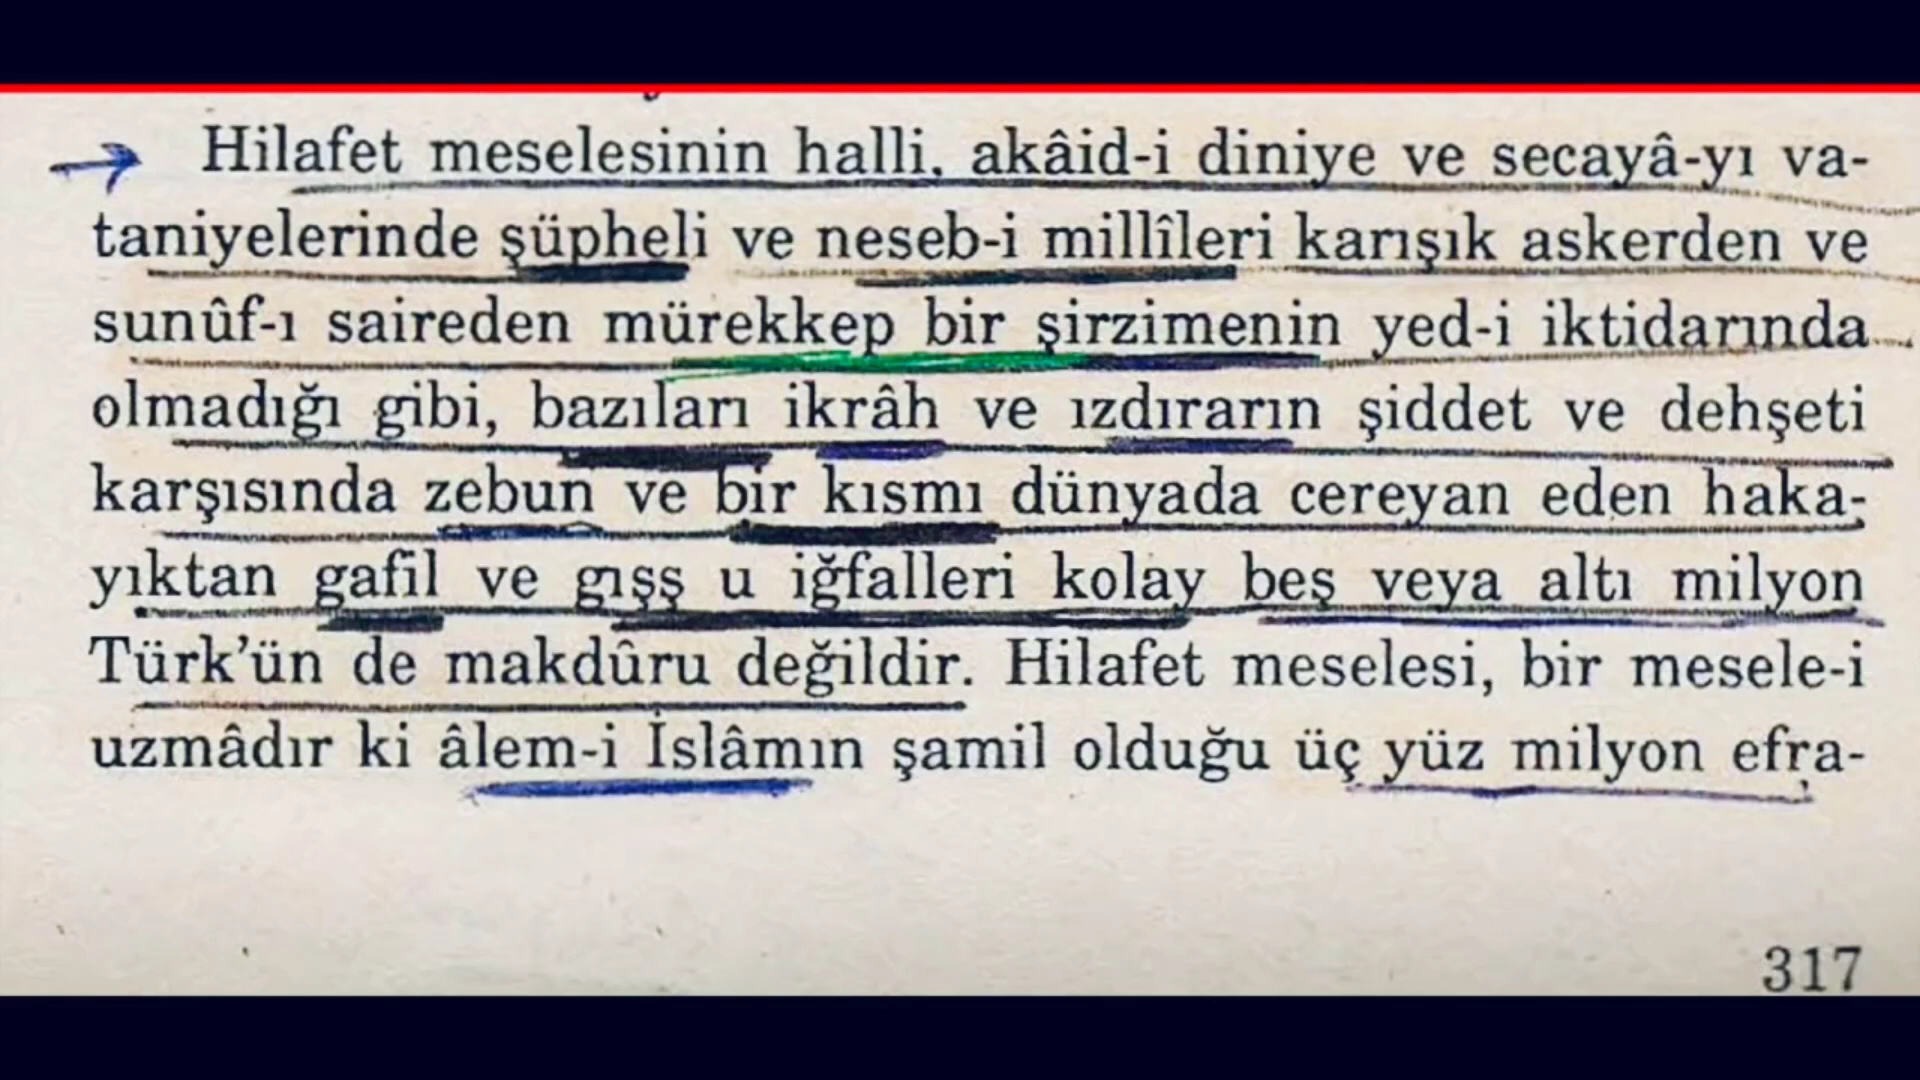 Hilafet meselesinin halli, akâid-i diniye ve secayâ-yı va-
taniyelerinde şüpheli ve neseb-i millîleri karışık askerden ve
sunûf-ı saireden mürekkep bir şirzimenin yed-i iktidarında
olmadığı gibi, bazıları ikrâh ve ızdırarın şiddet ve dehşeti
karşısında zebun ve bir kısmı dünyada cereyan eden haka-
yıktan gafil ve gışş u iğfalleri kolay beş veya altı milyon
Türk'ün de makdûru değildir. Hilafet meselesi, bir mesele-i
uzmâdır ki âlem-i İslâmın şamil olduğu üç yüz milyon efra-
317